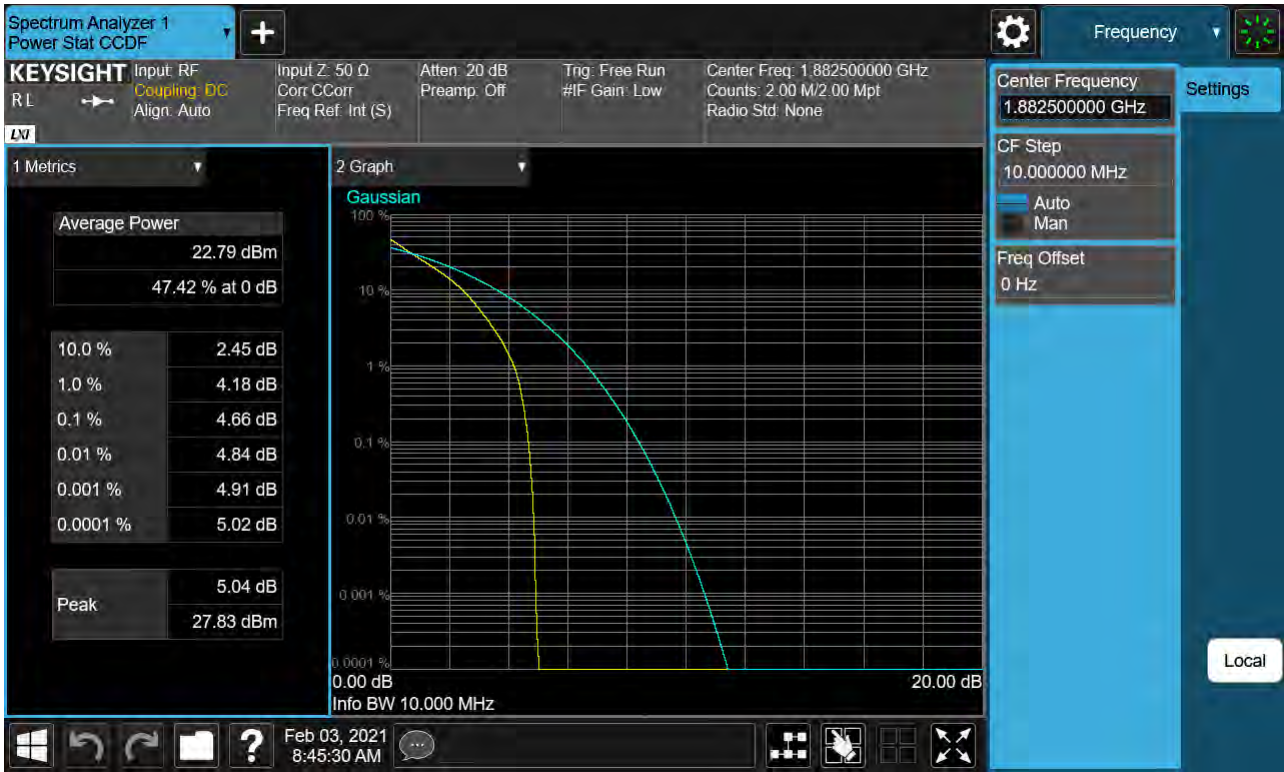 Spectrum Analyzer 1
Power Stat CCDF
+
Frequency
KEYSIGHT
RL
LXI
Input: RF
Coupling: DC
Align: Auto
Input Z: 50 Ω
Corr CCorr
Freq Ref: Int (S)
Atten: 20 dB
Preamp: Off
Trig: Free Run
#IF Gain: Low
Center Freq: 1.882500000 GHz
Counts: 2.00 M/2.00 Mpt
Radio Std: None
Center Frequency
1.882500000 GHz
Settings
CF Step
10.000000 MHz
Auto
Man
Freq Offset
0 Hz
1 Metrics
Average Power
22.79 dBm
47.42 % at 0 dB
10.0 % 2.45 dB
1.0 % 4.18 dB
0.1 % 4.66 dB
0.01 % 4.84 dB
0.001 % 4.91 dB
0.0001 % 5.02 dB
Peak
5.04 dB
27.83 dBm
2 Graph
Gaussian
100 %
10 %
1 %
0.1 %
0.01 %
0.001 %
0.0001 %
0.00 dB 20.00 dB
Info BW 10.000 MHz
Local
?
Feb 03, 2021
8:45:30 AM